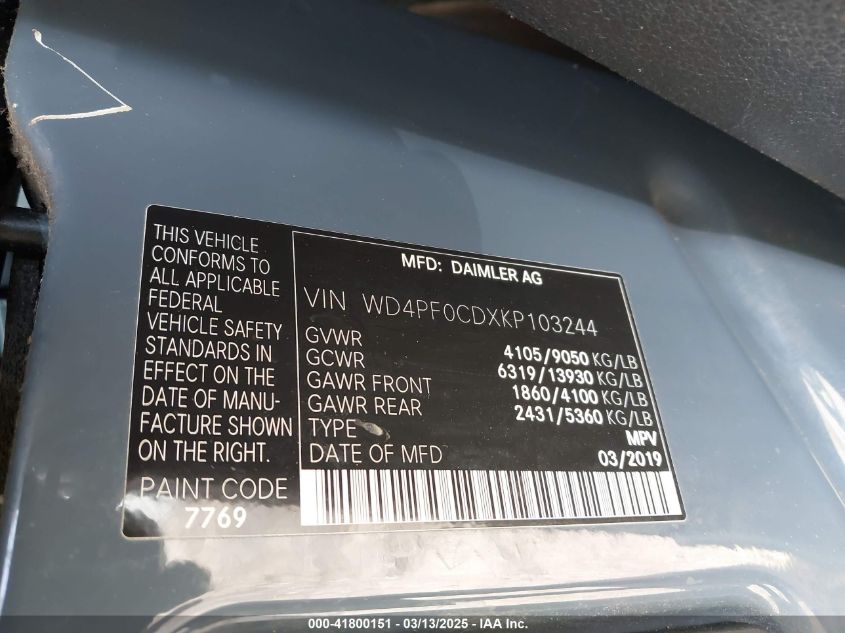 THIS VEHICLE
CONFORMS TO
ALL APPLICABLE
FEDERAL
VEHICLE SAFETY
STANDARDS IN
EFFECT ON THE
DATE OF MANU-
FACTURE SHOWN
ON THE RIGHT.
PAINT CODE
7769
MFD: DAIMLER AG
VIN WD4PF0CDXKP103244
GVWR 4105/9050 KG/LB
GCWR 6319/13930 KG/LB
GAWR FRONT 1860/4100 KG/LB
GAWR REAR 2431/5360 KG/LB
TYPE MPV
DATE OF MFD 03/2019
000-41800151 - 03/13/2025 - IAA Inc.